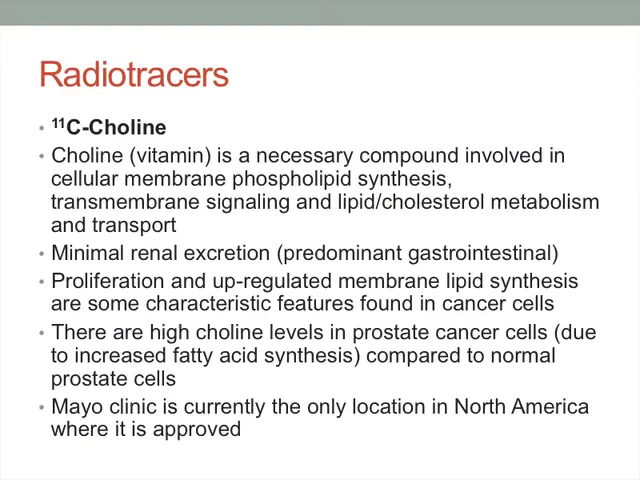 Radiotracers
• ¹¹C-Choline
• Choline (vitamin) is a necessary compound involved in
cellular membrane phospholipid synthesis,
transmembrane signaling and lipid/cholesterol metabolism
and transport
• Minimal renal excretion (predominant gastrointestinal)
• Proliferation and up-regulated membrane lipid synthesis
are some characteristic features found in cancer cells
• There are high choline levels in prostate cancer cells (due
to increased fatty acid synthesis) compared to normal
prostate cells
• Mayo clinic is currently the only location in North America
where it is approved